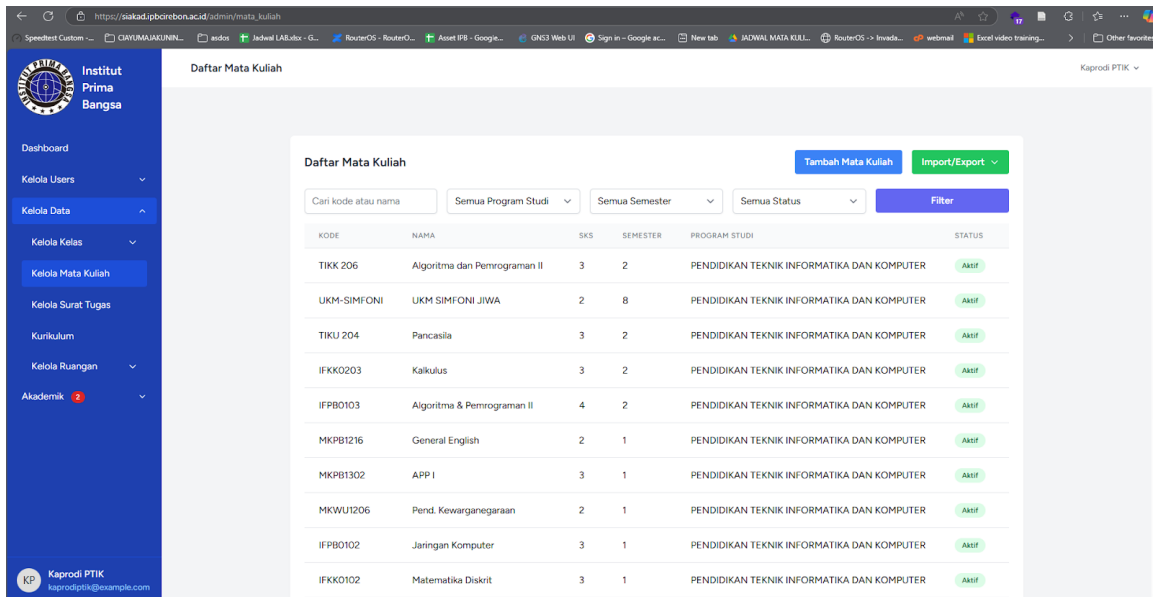 https://siakad.ipbcirebon.ac.id/admin/mata_kuliah
17
Speedtest Custom -... CIAYUMAJAKUNIN... asdos Jadwal LAB.xlsx - G... RouterOS - RouterO... Asset IPB - Google... GNS3 Web UI Sign in – Google ac... New tab JADWAL MATA KULI... RouterOS -> Invada... webmail Excel video training... Other favorites
INSTITUT PRIMA BANGSA
Institut
Prima
Bangsa
Daftar Mata Kuliah
Kaprodi PTIK
Dashboard
Kelola Users
Kelola Data
Kelola Kelas
Kelola Mata Kuliah
Kelola Surat Tugas
Kurikulum
Kelola Ruangan
Akademik 2
KP
Kaprodi PTIK
kaprodiptik@example.com
Daftar Mata Kuliah
Tambah Mata Kuliah Import/Export
Cari kode atau nama Semua Program Studi Semua Semester Semua Status Filter
KODE NAMA SKS SEMESTER PROGRAM STUDI STATUS
TIKK 206 Algoritma dan Pemrograman II 3 2 PENDIDIKAN TEKNIK INFORMATIKA DAN KOMPUTER Aktif
UKM-SIMFONI UKM SIMFONI JIWA 2 8 PENDIDIKAN TEKNIK INFORMATIKA DAN KOMPUTER Aktif
TIKU 204 Pancasila 3 2 PENDIDIKAN TEKNIK INFORMATIKA DAN KOMPUTER Aktif
IFKK0203 Kalkulus 3 2 PENDIDIKAN TEKNIK INFORMATIKA DAN KOMPUTER Aktif
IFPB0103 Algoritma & Pemrograman II 4 2 PENDIDIKAN TEKNIK INFORMATIKA DAN KOMPUTER Aktif
MKPB1216 General English 2 1 PENDIDIKAN TEKNIK INFORMATIKA DAN KOMPUTER Aktif
MKPB1302 APP I 3 1 PENDIDIKAN TEKNIK INFORMATIKA DAN KOMPUTER Aktif
MKWU1206 Pend. Kewarganegaraan 2 1 PENDIDIKAN TEKNIK INFORMATIKA DAN KOMPUTER Aktif
IFPB0102 Jaringan Komputer 3 1 PENDIDIKAN TEKNIK INFORMATIKA DAN KOMPUTER Aktif
IFKK0102 Matematika Diskrit 3 1 PENDIDIKAN TEKNIK INFORMATIKA DAN KOMPUTER Aktif